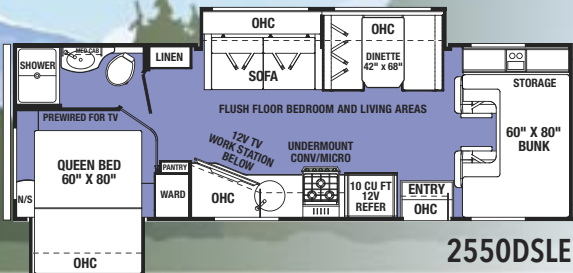 OHC
OHC
SHOWER
MED CAB
LINEN
SOFA
DINETTE
42" x 68"
STORAGE
PREWIRED FOR TV
FLUSH FLOOR BEDROOM AND LIVING AREAS
60" X 80"
BUNK
QUEEN BED
60" X 80"
12V TV
WORK STATION
BELOW
UNDERMOUNT
CONV/MICRO
PANTRY
N/S
WARD
OHC
10 CU FT
12V
REFER
ENTRY
OHC
OHC
2550DSLE